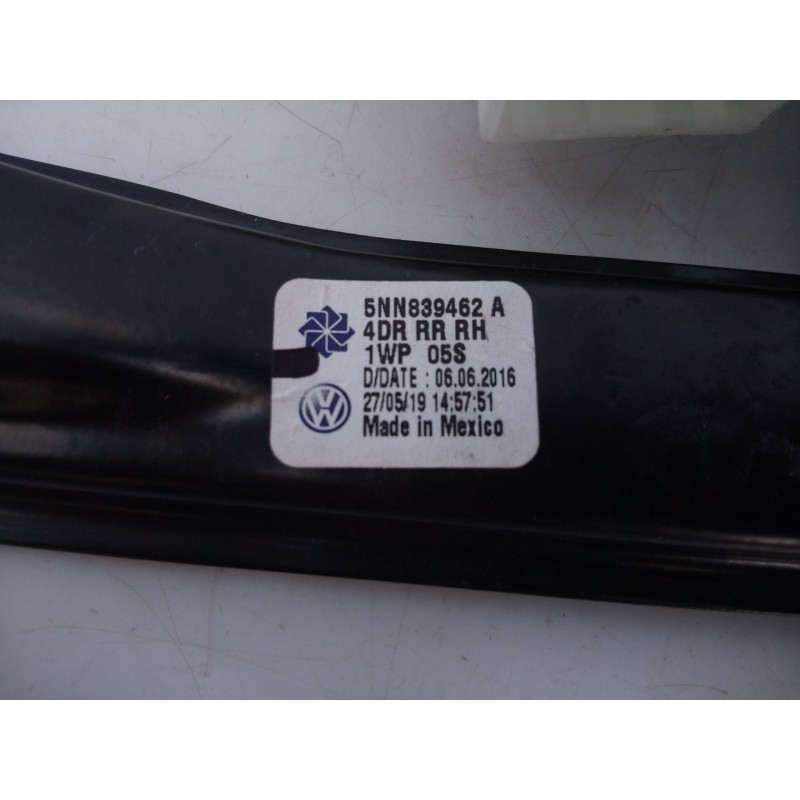 5NN839462 A
4DR RR RH
1WP 05S
D/DATE : 06.06.2016
27/05/19 14:57:51
Made in Mexico